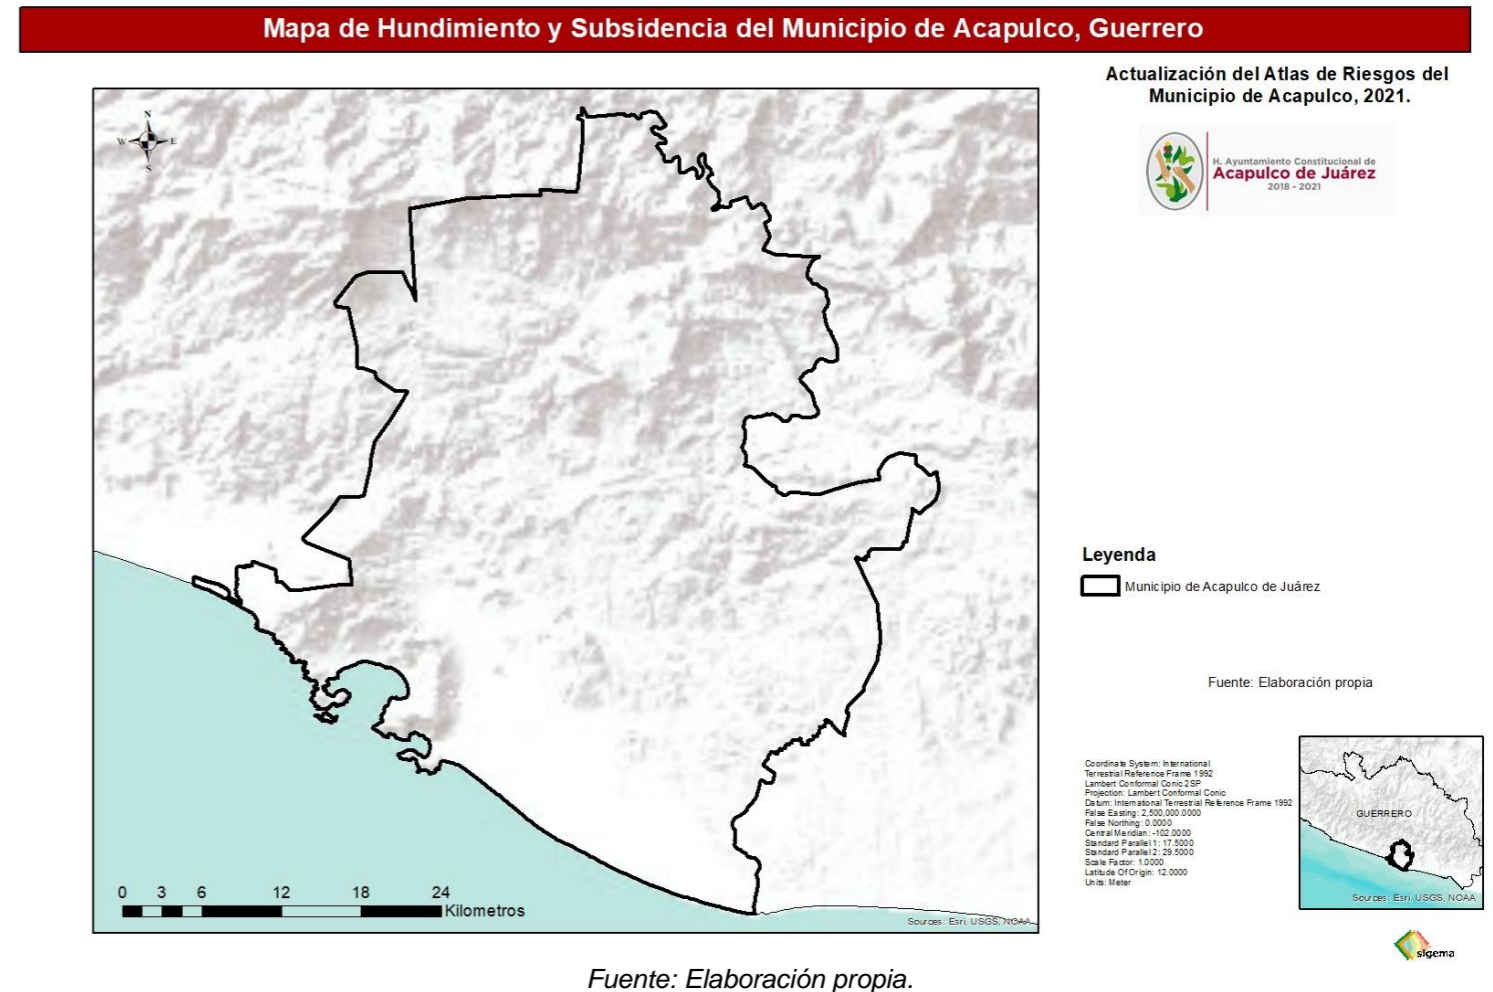 Mapa de Hundimiento y Subsidencia del Municipio de Acapulco, Guerrero
Actualización del Atlas de Riesgos del
Municipio de Acapulco, 2021.
H. Ayuntamiento Constitucional de
Acapulco de Juárez
2018 - 2021
N
W E
S
Leyenda
Municipio de Acapulco de Juárez
Fuente: Elaboración propia
Coordinate System: International
Terrestrial Reference Frame 1992
Lambert Conformal Conic 2SP
Projection: Lambert Conformal Conic
Datum: International Terrestrial Reference Frame 1992
False Easting: 2,500,000.0000
False Northing: 0.0000
Central Meridian: -102.0000
Standard Parallel 1: 17.5000
Standard Parallel 2: 29.5000
Scale Factor: 1.0000
Latitude Of Origin: 12.0000
Units: Meter
GUERRERO
Sources: Esri, USGS, NOAA
0 3 6 12 18 24
Kilometros
Sources: Esri, USGS, NOAA
sigema
Fuente: Elaboración propia.